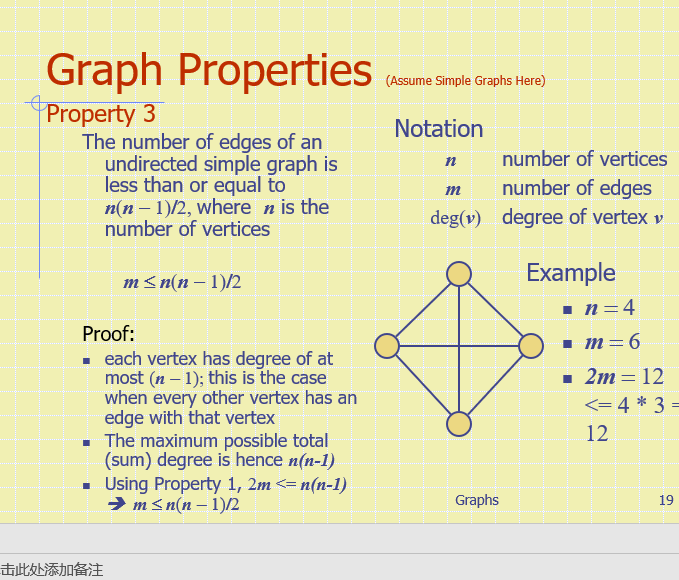 Graph Properties (Assume Simple Graphs Here)
Property 3
The number of edges of an
undirected simple graph is
less than or equal to
n(n − 1)/2, where n is the
number of vertices
m ≤ n(n − 1)/2
Proof:
▪ each vertex has degree of at
most (n − 1); this is the case
when every other vertex has an
edge with that vertex
▪ The maximum possible total
(sum) degree is hence n(n-1)
▪ Using Property 1, 2m <= n(n-1)
➔ m ≤ n(n − 1)/2
Notation
n number of vertices
m number of edges
deg(v) degree of vertex v
Example
▪ n = 4
▪ m = 6
▪ 2m = 12
<= 4 * 3 =
12
Graphs 19
击此处添加备注